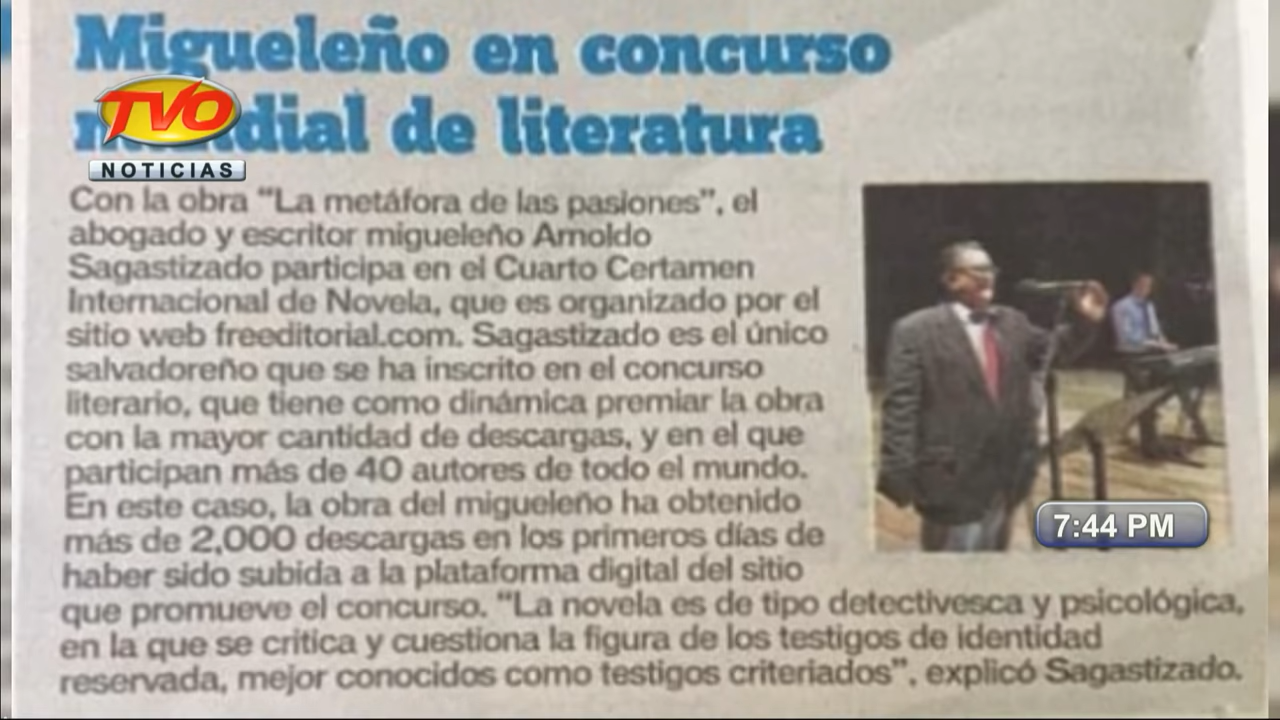 Migueleño en concurso
dial de literatura
TVO
NOTICIAS
Con la obra “La metáfora de las pasiones”, el
abogado y escritor migueleño Arnoldo
Sagastizado participa en el Cuarto Certamen
Internacional de Novela, que es organizado por el
sitio web freeditorial.com. Sagastizado es el único
salvadoreño que se ha inscrito en el concurso
literario, que tiene como dinámica premiar la obra
con la mayor cantidad de descargas, y en el que
participan más de 40 autores de todo el mundo.
En este caso, la obra del migueleño ha obtenido
más de 2,000 descargas en los primeros días de
haber sido subida a la plataforma digital del sitio
que promueve el concurso. “La novela es de tipo detectivesca y psicológica,
en la que se critica y cuestiona la figura de los testigos de identidad
reservada, mejor conocidos como testigos criteriados”, explicó Sagastizado.
7:44 PM